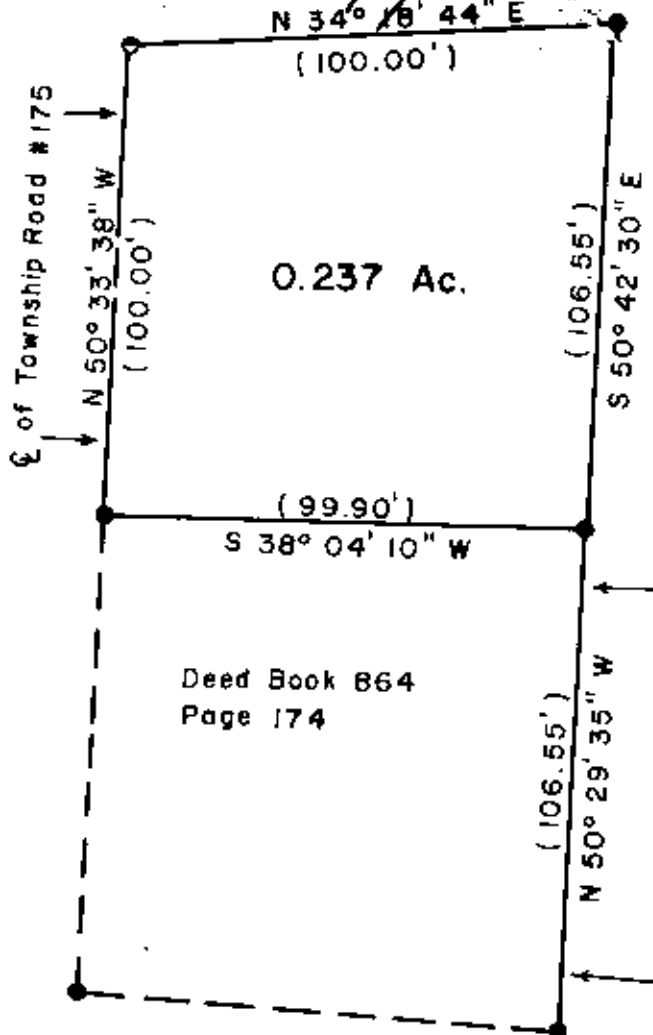 N 34° 18' 44" E
(100.00')
℄ of Township Road #175
N 50° 33' 38" W
(100.00')
0.237 Ac.
(106.55')
S 50° 42' 30" E
(99.90')
S 38° 04' 10" W
Deed Book 864
Page 174
(106.55')
N 50° 29' 35" W